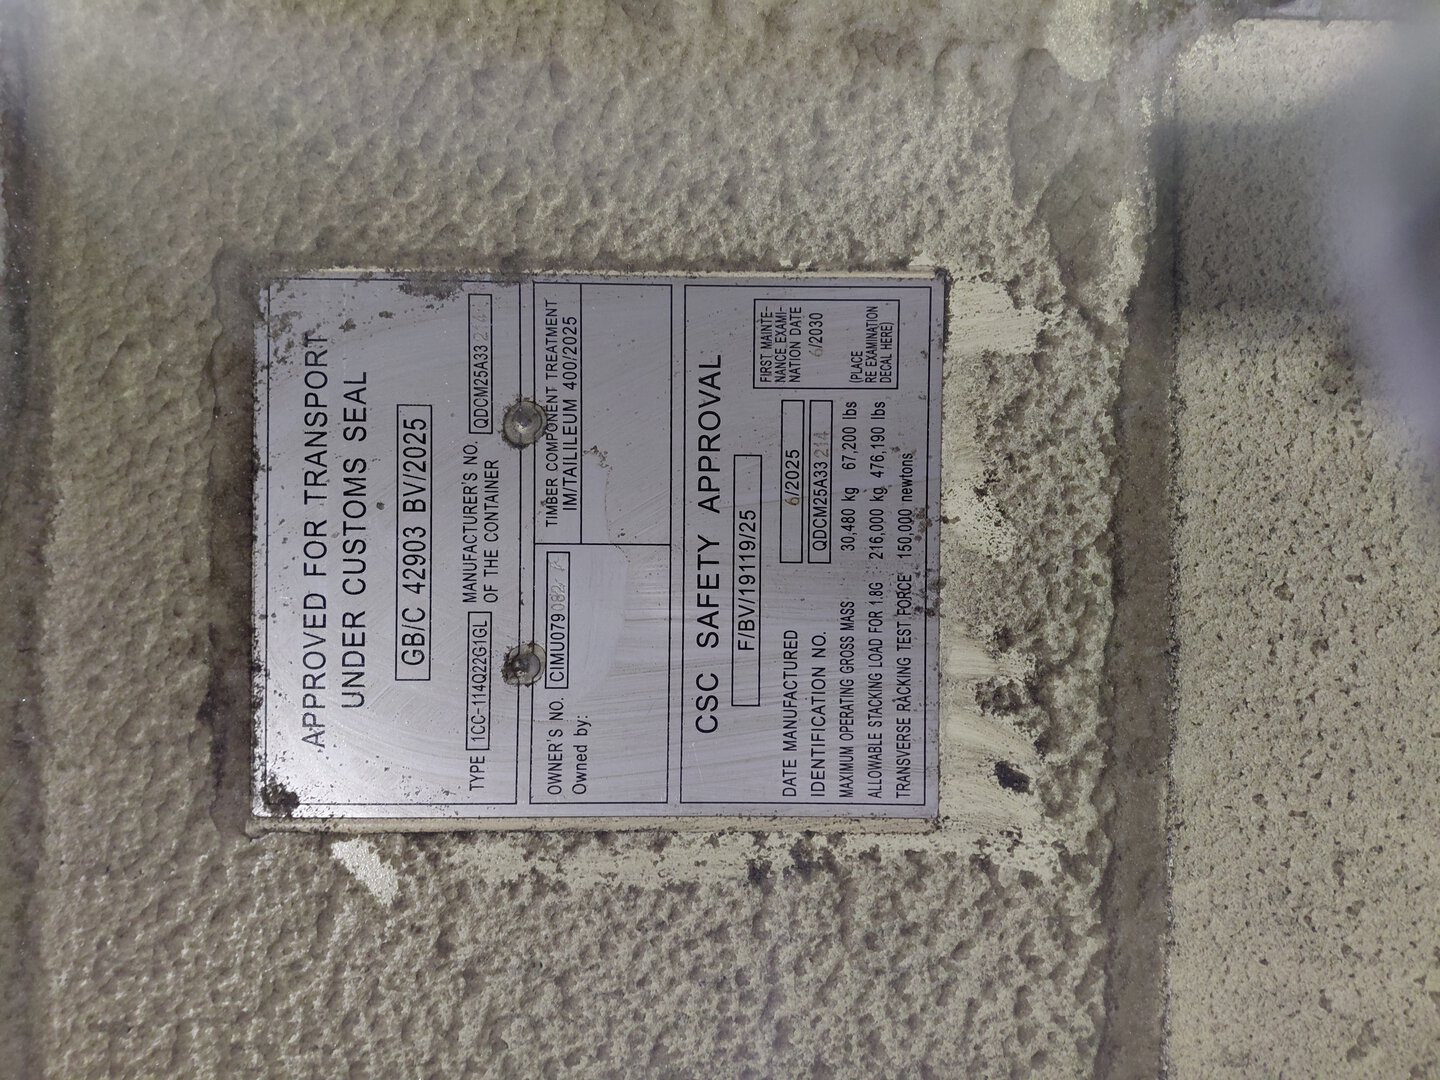 APPROVED FOR TRANSPORT
UNDER CUSTOMS SEAL
GB/C 42903 BV/2025
TYPE 1CC-114Q22G1GL
MANUFACTURER'S NO.
OF THE CONTAINER
QDCM25A33214
OWNER'S NO.
Owned by:
TIMBER COMPONENT TREATMENT
IM/TAILILEUM 400/2025
CSC SAFETY APPROVAL
F/BV/19119/25
DATE MANUFACTURED 6/2025
IDENTIFICATION NO. QDCM25A33214
MAXIMUM OPERATING GROSS MASS 30,480 kg 67,200 lbs
ALLOWABLE STACKING LOAD FOR 1.8G 216,000 kg 476,190 lbs
TRANSVERSE RACKING TEST FORCE 150,000 newtons
FIRST MAINTE-
NANCE EXAMI-
NATION DATE
6/2030
(PLACE
RE EXAMINATION
DECAL HERE)